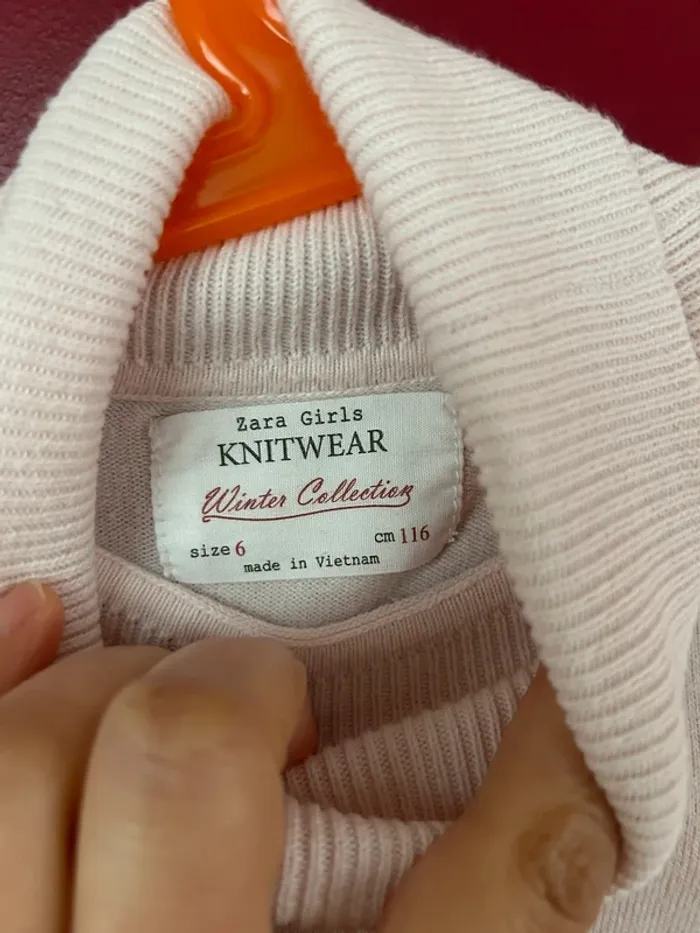 Zara Girls
KNITWEAR
Winter Collection
size 6 cm 116
made in Vietnam